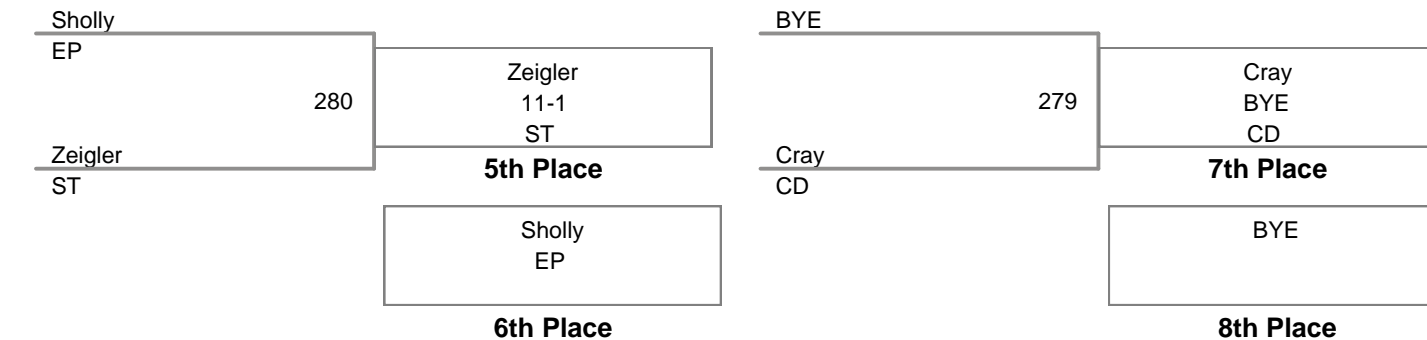 Sholly
EP
280
Zeigler
ST
Zeigler
11-1
ST
5th Place
Sholly
EP
6th Place
BYE
279
Cray
CD
Cray
BYE
CD
7th Place
BYE
8th Place